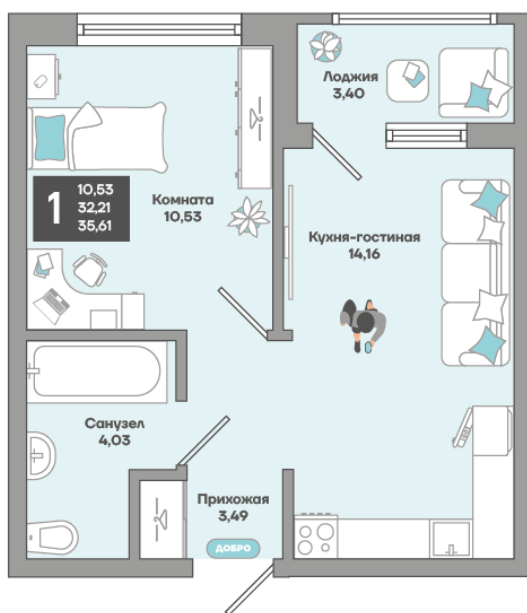 Лоджия
3,40
1
10,53
32,21
35,61
Комната
10,53
Кухня-гостиная
14,16
Санузел
4,03
Прихожая
3,49
ДОБРО